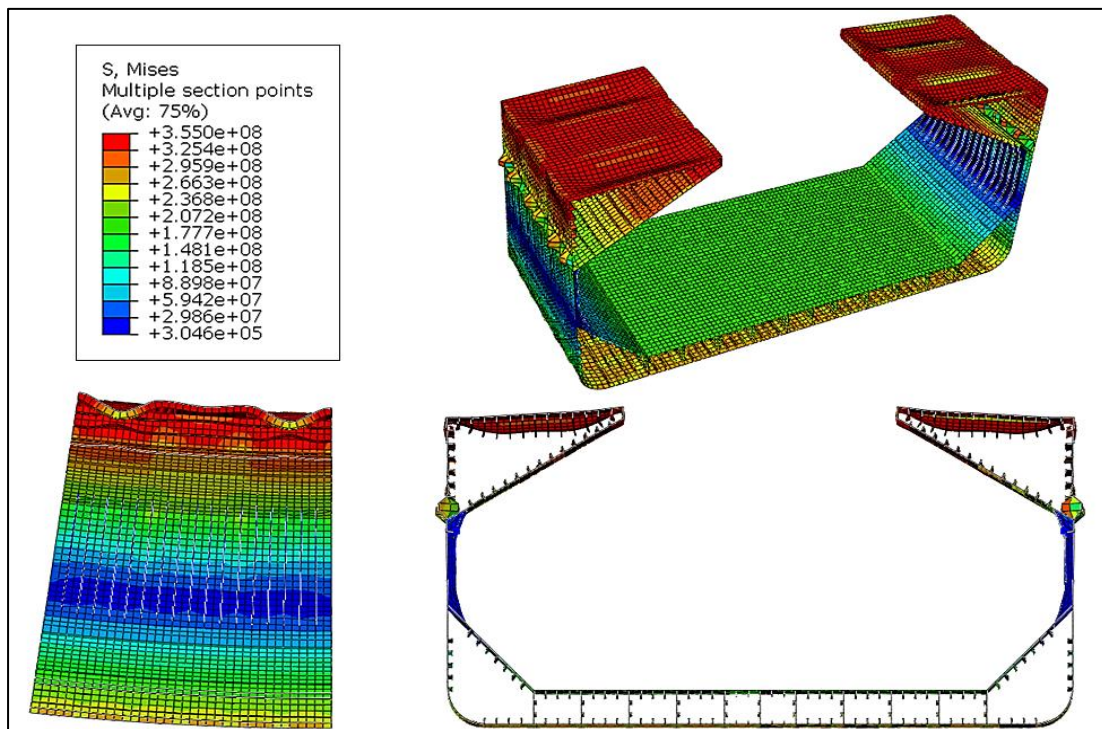 S, Mises
Multiple section points
(Avg: 75%)
+3.550e+08
+3.254e+08
+2.959e+08
+2.663e+08
+2.368e+08
+2.072e+08
+1.777e+08
+1.481e+08
+1.185e+08
+8.898e+07
+5.942e+07
+2.986e+07
+3.046e+05